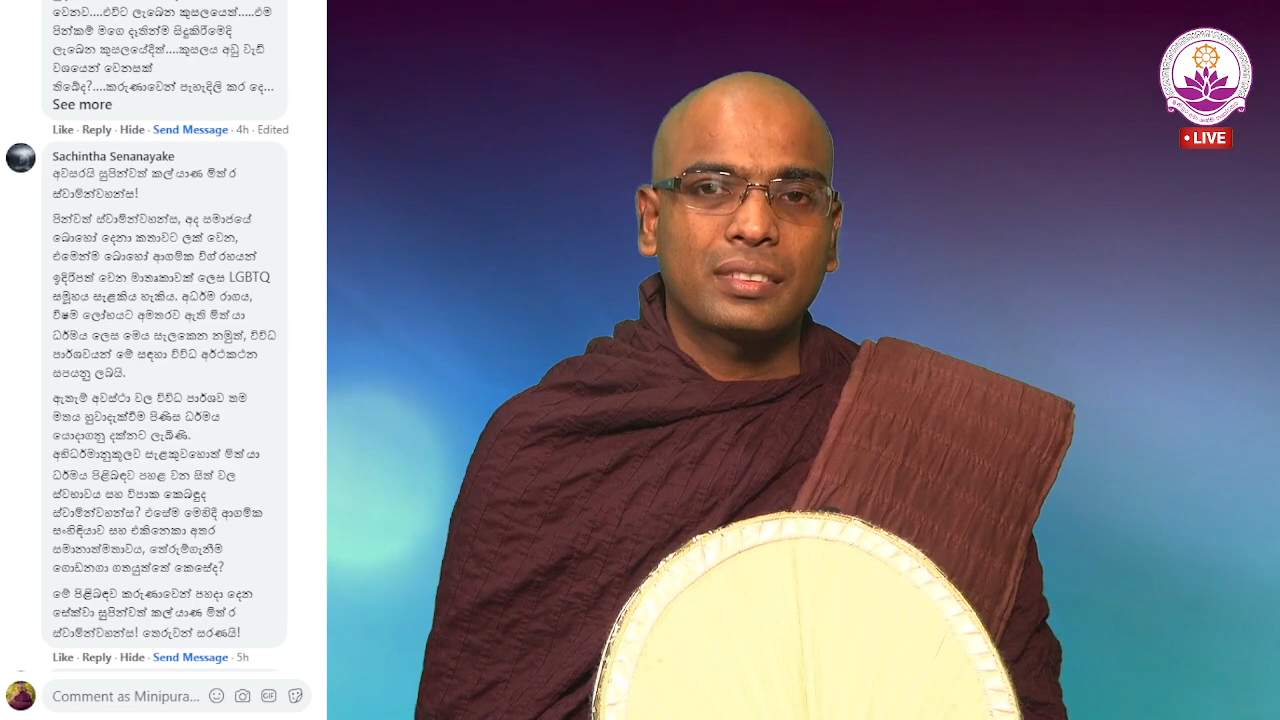 වෙනව....එවිට ලැබෙන කුසලයෙත්.....එම
පින්කම මගෙ දෑතින්ම සිදුකිරීමෙදි
ලැබෙන කුසලයේදිත්....කුසලය අඩු වැඩි
වශයෙන් වෙනසක්
තිබේද?....කරුණාවෙන් පැහැදිලි කර දෙ...
See more
Like · Reply · Hide · Send Message · 4h · Edited
Sachintha Senanayake
අවසරයි සුපින්වත් කල්යාණ මිත්ර
ස්වාමින්වහන්ස!
පින්වත් ස්වාමින්වහන්ස, අද සමාජයේ
බොහෝ දෙනා කතාවට ලක් වෙන,
එමෙන්ම බොහෝ ආගමික විග්රහයන්
ඉදිරිපත් වෙන මාතෘකාවක් ලෙස LGBTQ
සමූහය සැළකිය හැකිය. අධර්ම රාගය,
විෂම ලෝභයට අමතරව ඇති මිත්යා
ධර්මය ලෙස මෙය සැලකෙන නමුත්, විවිධ
පාර්ශවයන් මේ සඳහා විවිධ අර්ථකථන
සපයනු ලබයි.
ඇතැම් අවස්ථා වල විවිධ පාර්ශව තම
මතය හුවාදැක්වීම පිණිස ධර්මය
යොදාගනු දක්නට ලැබිණි.
අභිධර්මානුකූලව සැළකුවහොත් මිත්යා
ධර්මය පිළිබඳව පහළ වන සිත් වල
ස්වභාවය සහ විපාක කෙබඳුද
ස්වාමින්වහන්ස? එසේම මෙහිදි ආගමික
සංහිඳියාව සහ එකිනෙකා අතර
සමානාත්මතාවය, තේරුම්ගැනීම
ගොඩනගා ගතයුත්තේ කෙසේද?
මේ පිළිබඳව කරුණාවෙන් පහදා දෙන
සේක්වා සුපින්වත් කල්යාණ මිත්ර
ස්වාමින්වහන්ස! තෙරුවන් සරණයි!
Like · Reply · Hide · Send Message · 5h
Comment as Minipura...
GIF
LIVE